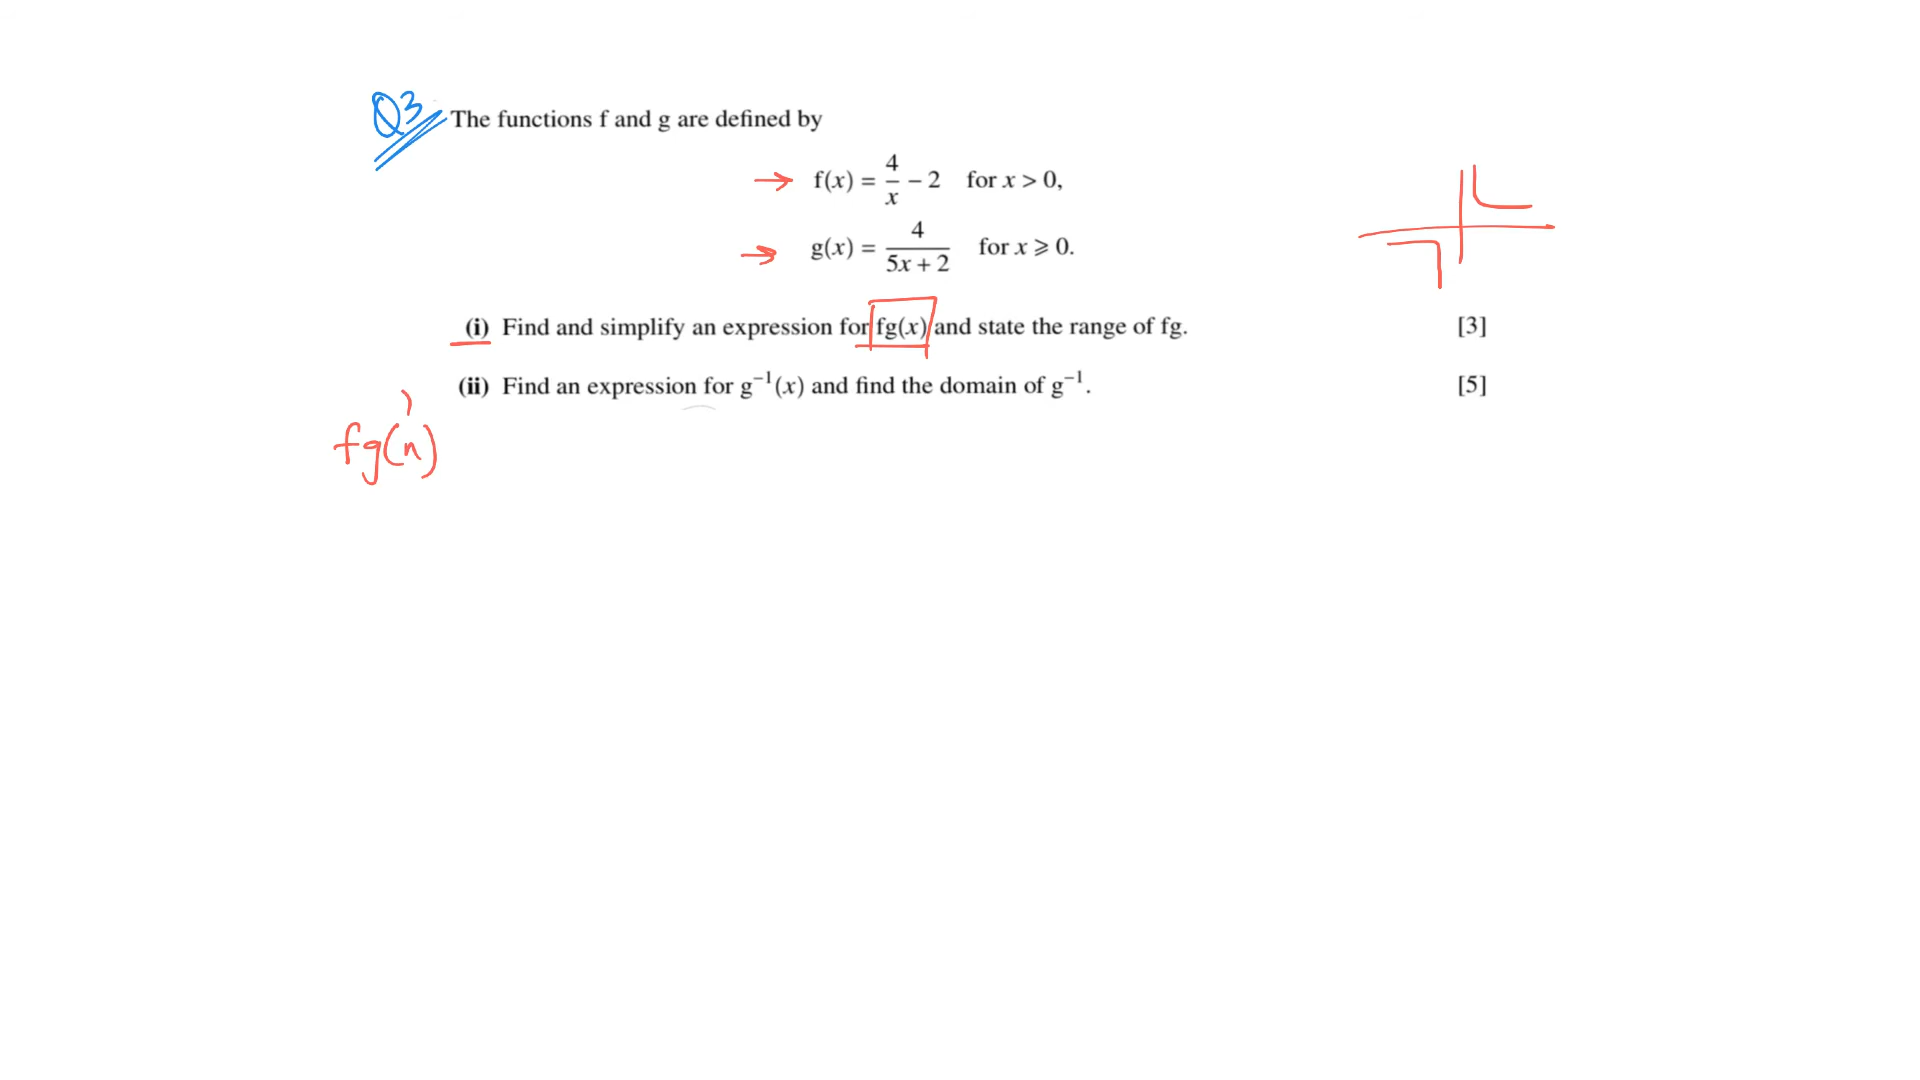 Q3 The functions f and g are defined by
→ f(x) = 4/x − 2 for x > 0,
→ g(x) = 4/(5x + 2) for x ⩾ 0.
(i) Find and simplify an expression for fg(x) and state the range of fg. [3]
(ii) Find an expression for g⁻¹(x) and find the domain of g⁻¹. [5]
fg(n)